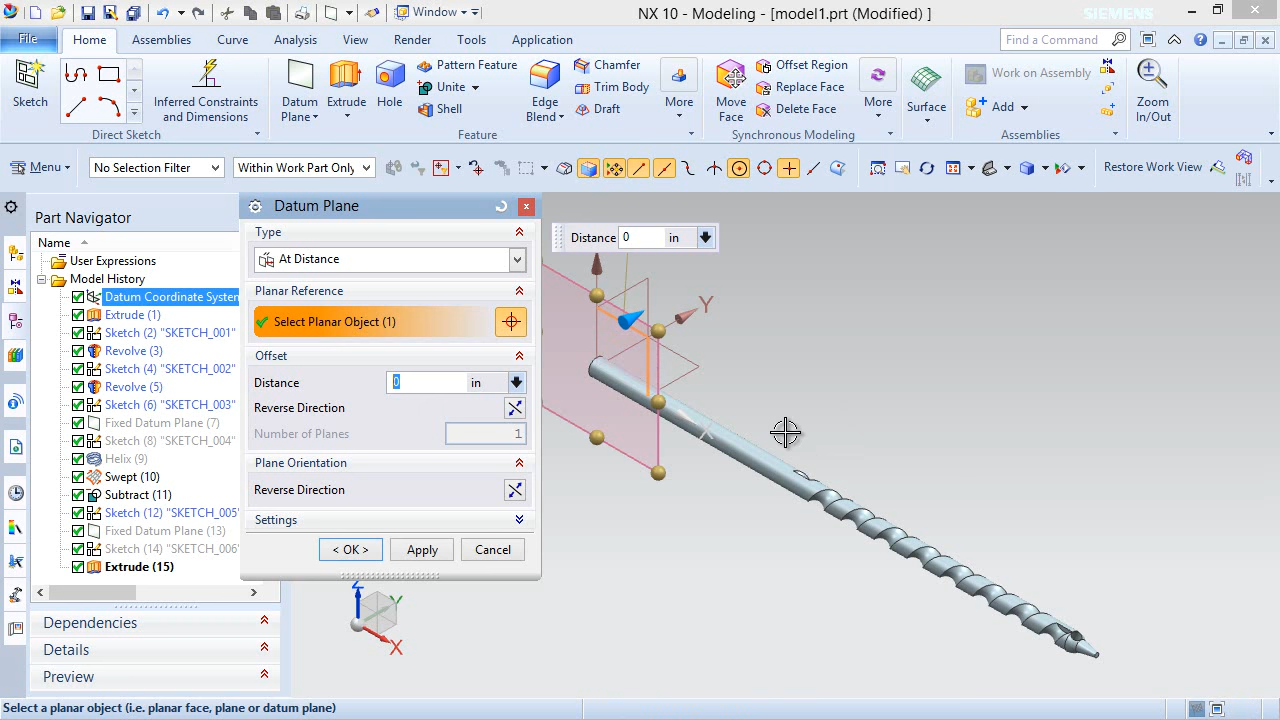 Window
NX 10 - Modeling - [model1.prt (Modified) ]
SIEMENS
File
Home
Assemblies
Curve
Analysis
View
Render
Tools
Application
Find a Command
Sketch
Inferred Constraints
and Dimensions
Direct Sketch
Datum
Plane
Extrude
Hole
Pattern Feature
Unite
Shell
Edge
Blend
Chamfer
Trim Body
Draft
More
Feature
Move
Face
Offset Region
Replace Face
Delete Face
More
Synchronous Modeling
Surface
Work on Assembly
Add
Assemblies
Zoom
In/Out
Menu
No Selection Filter
Within Work Part Only
Restore Work View
Part Navigator
Name
User Expressions
Model History
Datum Coordinate System
Extrude (1)
Sketch (2) "SKETCH_001"
Revolve (3)
Sketch (4) "SKETCH_002"
Revolve (5)
Sketch (6) "SKETCH_003"
Fixed Datum Plane (7)
Sketch (8) "SKETCH_004
Helix (9)
Swept (10)
Subtract (11)
Sketch (12) "SKETCH_005"
Fixed Datum Plane (13)
Sketch (14) "SKETCH_006"
Extrude (15)
Dependencies
Details
Preview
Datum Plane
Type
At Distance
Planar Reference
Select Planar Object (1)
Offset
Distance
0
in
Reverse Direction
Number of Planes
1
Plane Orientation
Reverse Direction
Settings
< OK >
Apply
Cancel
Distance
0
in
Y
X
Z
Y
X
Select a planar object (i.e. planar face, plane or datum plane)